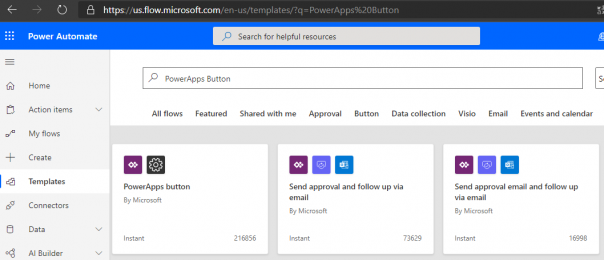 https://us.flow.microsoft.com/en-us/templates/?q=PowerApps%20Button
Power Automate
Search for helpful resources
Home
Action items
My flows
Create
Templates
Connectors
Data
AI Builder
PowerApps Button
All flows Featured Shared with me Approval Button Data collection Visio Email Events and calendar
PowerApps button
By Microsoft
Instant 216856
Send approval and follow up via
email
By Microsoft
Instant 73629
Send approval email and follow up
via email
By Microsoft
Instant 16998